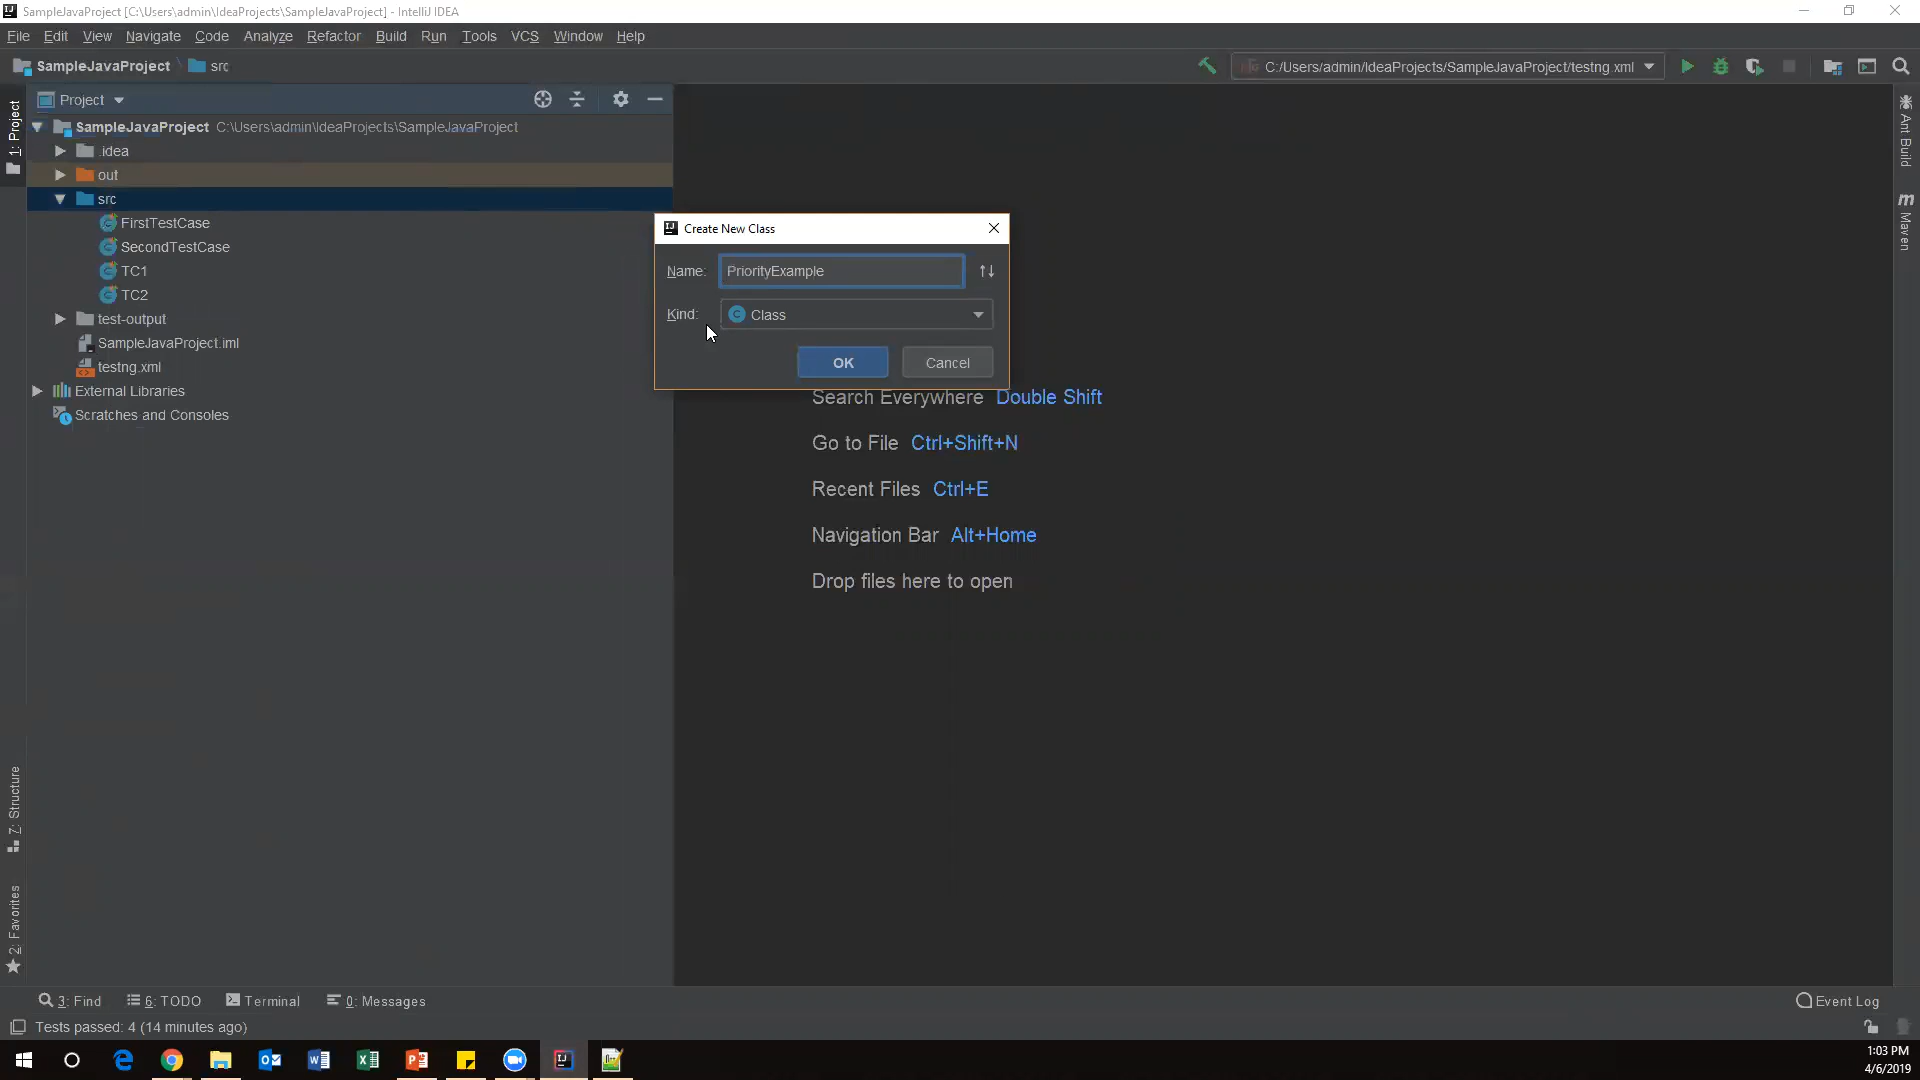 SampleJavaProject [C:\Users\admin\IdeaProjects\SampleJavaProject] - IntelliJ IDEA
File Edit View Navigate Code Analyze Refactor Build Run Tools VCS Window Help
SampleJavaProject src
C:/Users/admin/IdeaProjects/SampleJavaProject/testng.xml
Project
SampleJavaProject C:\Users\admin\IdeaProjects\SampleJavaProject
.idea
out
src
FirstTestCase
SecondTestCase
TC1
TC2
test-output
SampleJavaProject.iml
testng.xml
External Libraries
Scratches and Consoles
1: Project
7: Structure
2: Favorites
Create New Class
Name: PriorityExample
Kind: Class
OK Cancel
Search Everywhere Double Shift
Go to File Ctrl+Shift+N
Recent Files Ctrl+E
Navigation Bar Alt+Home
Drop files here to open
Ant Build
m Maven
3: Find 6: TODO Terminal 0: Messages Event Log
Tests passed: 4 (14 minutes ago)
1:03 PM
4/6/2019